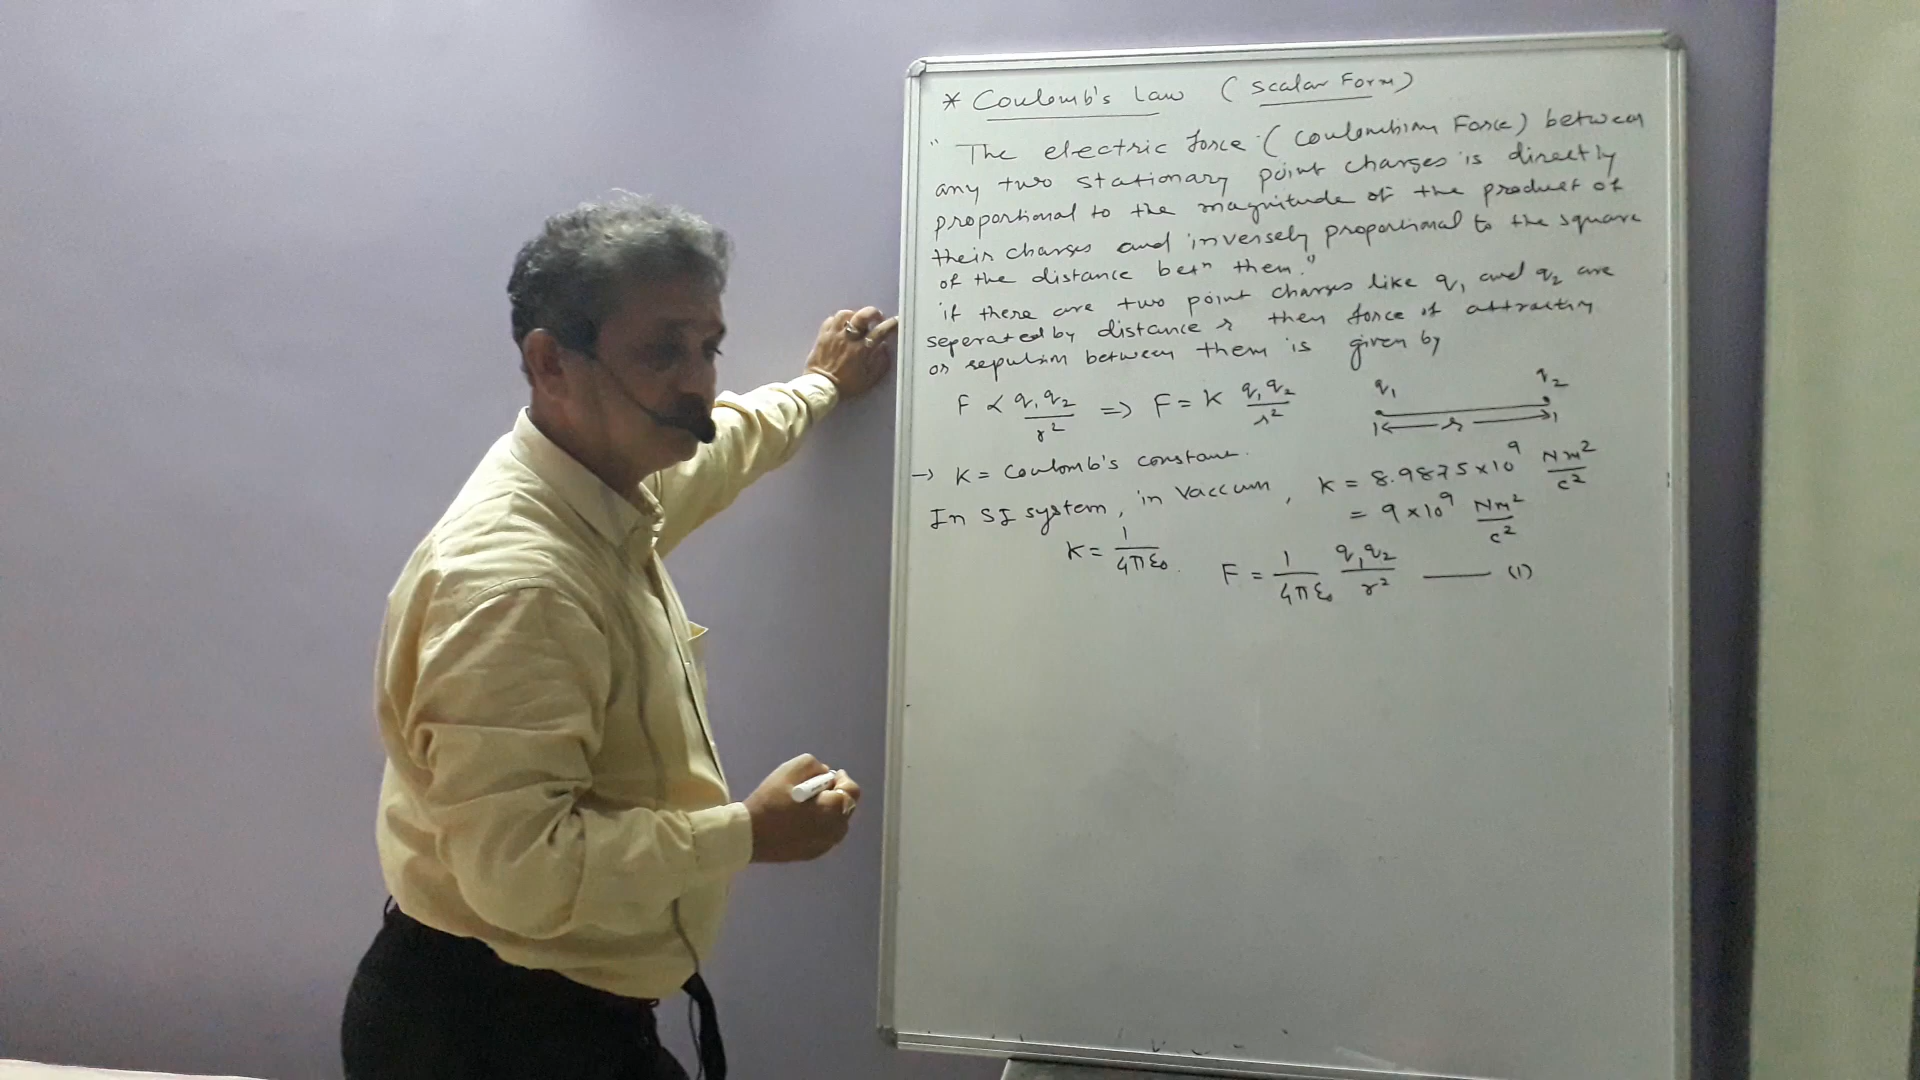 * Coulomb's Law (Scalar Form)
"The electric force (Coulombian Force) between
any two stationary point charges is directly
proportional to the magnitude of the product of
their charges and inversely proportional to the square
of the distance betn them."
if there are two point charges like q1 and q2 are
seperated by distance r then force of attraction
or repulsion between them is given by
F ∝ q1q2/r² ⇒ F = K q1q2/r²
q1 q2
r
→ K = Coulomb's constant.
In SI system, in Vaccum, K = 8.9875×10⁹ Nm²/C²
= 9×10⁹ Nm²/C²
K = 1/4πε₀.
F = 1/4πε₀ q1q2/r² —— (1)